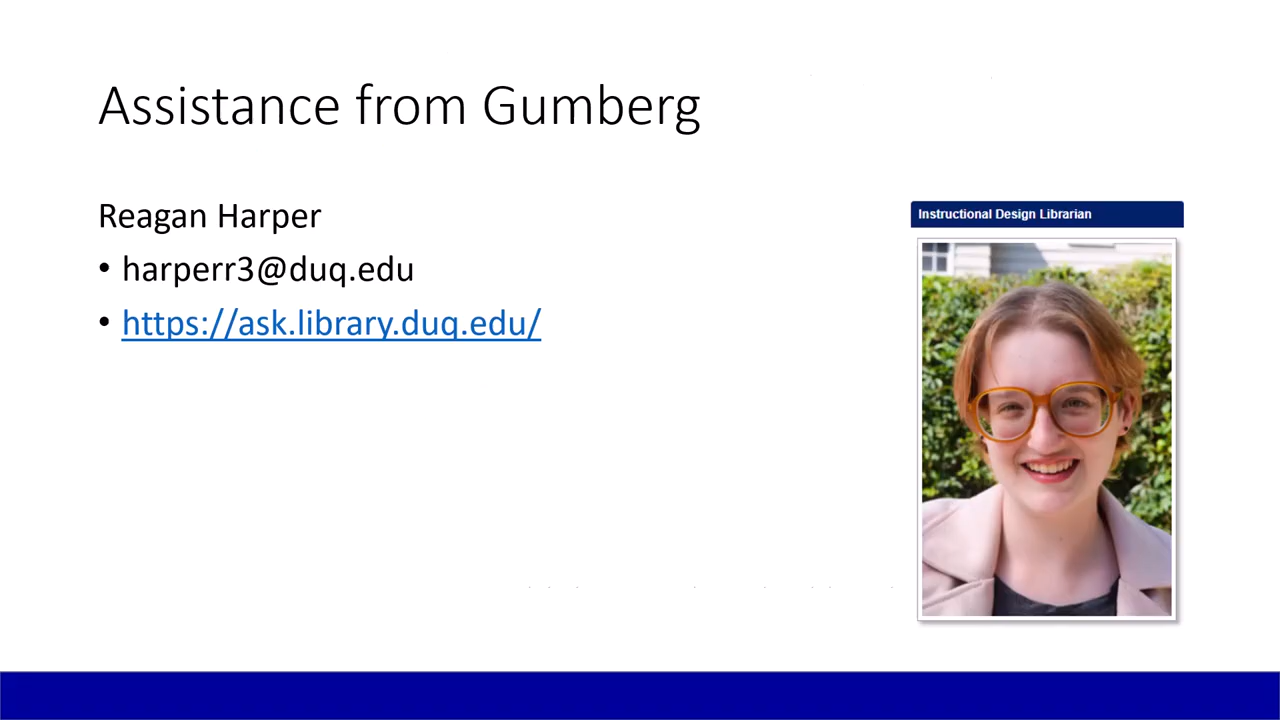 Assistance from Gumberg
Reagan Harper
• harperr3@duq.edu
• https://ask.library.duq.edu/
Instructional Design Librarian